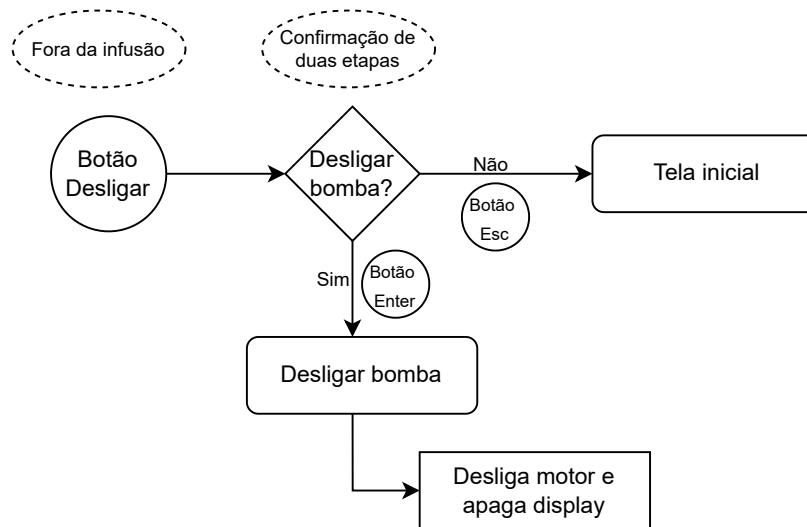 Fora da infusão
Confirmação de
duas etapas
Botão
Desligar
Desligar
bomba?
Não
Botão
Esc
Tela inicial
Sim
Botão
Enter
Desligar bomba
Desliga motor e
apaga display